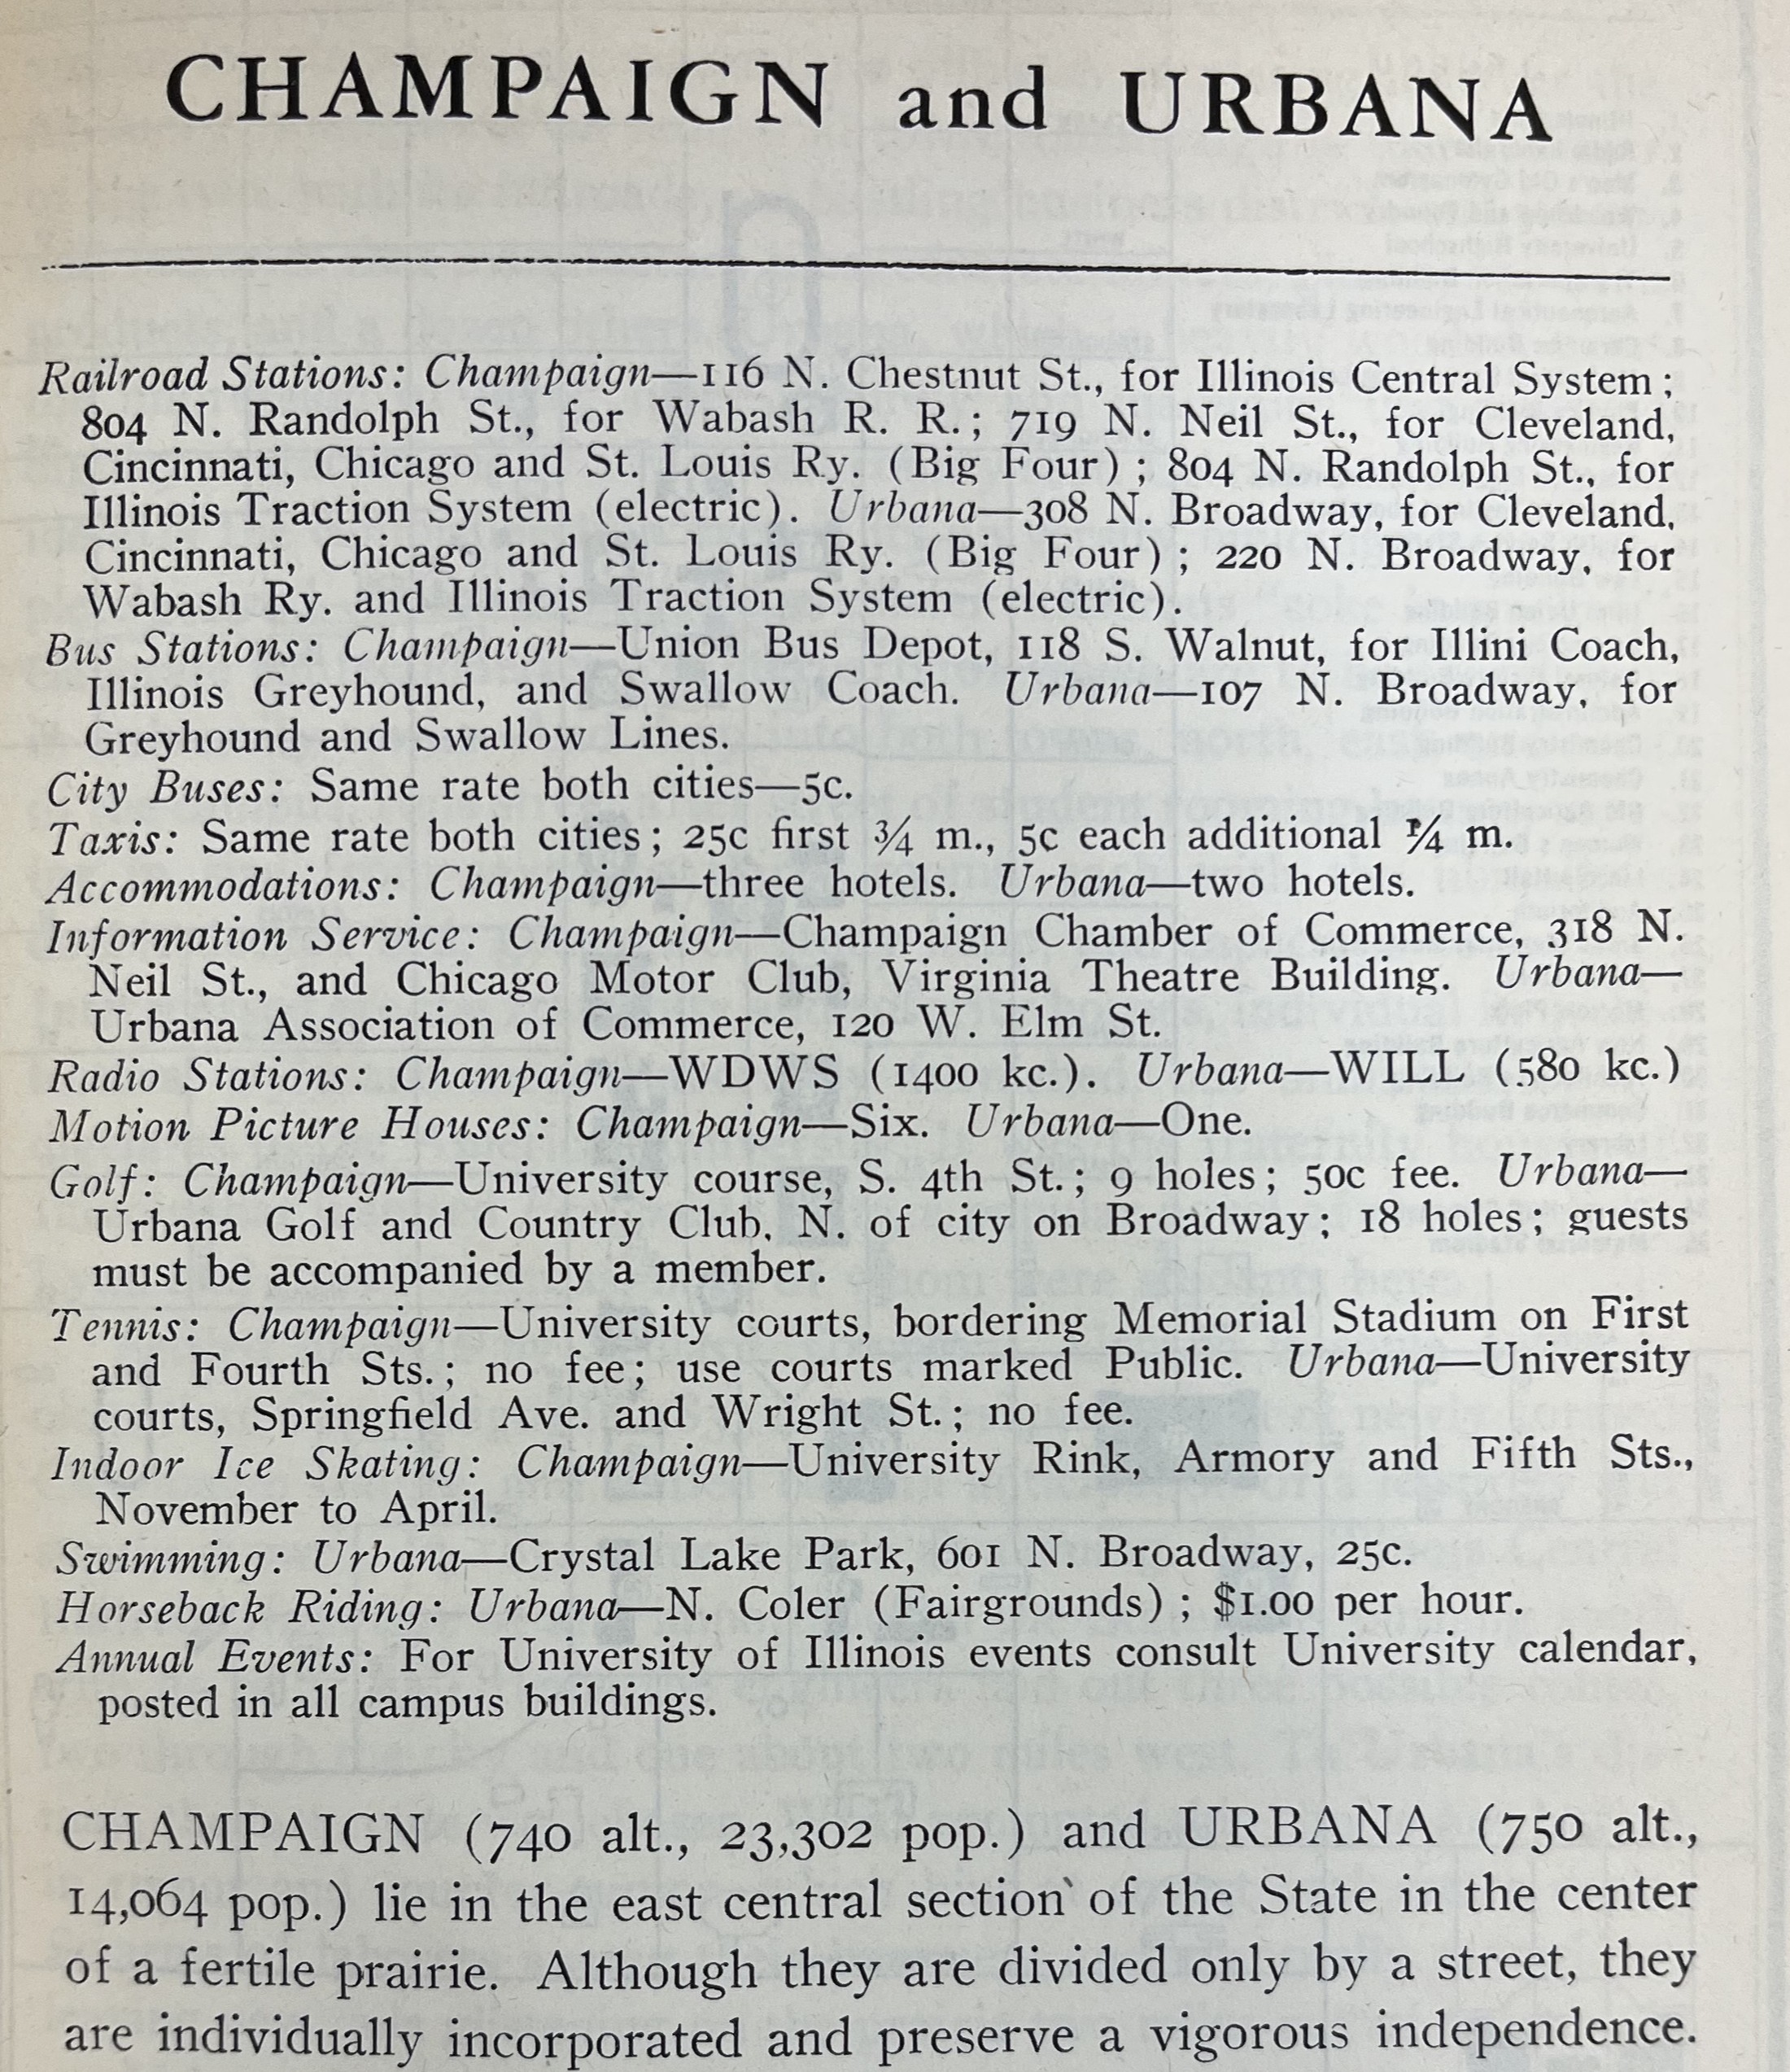 CHAMPAIGN and URBANA
Railroad Stations: Champaign—116 N. Chestnut St., for Illinois Central System;
804 N. Randolph St., for Wabash R. R.; 719 N. Neil St., for Cleveland,
Cincinnati, Chicago and St. Louis Ry. (Big Four); 804 N. Randolph St., for
Illinois Traction System (electric). Urbana—308 N. Broadway, for Cleveland,
Cincinnati, Chicago and St. Louis Ry. (Big Four); 220 N. Broadway, for
Wabash Ry. and Illinois Traction System (electric).
Bus Stations: Champaign—Union Bus Depot, 118 S. Walnut, for Illini Coach,
Illinois Greyhound, and Swallow Coach. Urbana—107 N. Broadway, for
Greyhound and Swallow Lines.
City Buses: Same rate both cities—5c.
Taxis: Same rate both cities; 25c first ¾ m., 5c each additional ¼ m.
Accommodations: Champaign—three hotels. Urbana—two hotels.
Information Service: Champaign—Champaign Chamber of Commerce, 318 N.
Neil St., and Chicago Motor Club, Virginia Theatre Building. Urbana—
Urbana Association of Commerce, 120 W. Elm St.
Radio Stations: Champaign—WDWS (1400 kc.). Urbana—WILL (580 kc.)
Motion Picture Houses: Champaign—Six. Urbana—One.
Golf: Champaign—University course, S. 4th St.; 9 holes; 50c fee. Urbana—
Urbana Golf and Country Club, N. of city on Broadway; 18 holes; guests
must be accompanied by a member.
Tennis: Champaign—University courts, bordering Memorial Stadium on First
and Fourth Sts.; no fee; use courts marked Public. Urbana—University
courts, Springfield Ave. and Wright St.; no fee.
Indoor Ice Skating: Champaign—University Rink, Armory and Fifth Sts.,
November to April.
Swimming: Urbana—Crystal Lake Park, 601 N. Broadway, 25c.
Horseback Riding: Urbana—N. Coler (Fairgrounds); $1.00 per hour.
Annual Events: For University of Illinois events consult University calendar,
posted in all campus buildings.
CHAMPAIGN (740 alt., 23,302 pop.) and URBANA (750 alt.,
14,064 pop.) lie in the east central section of the State in the center
of a fertile prairie. Although they are divided only by a street, they
are individually incorporated and preserve a vigorous independence.